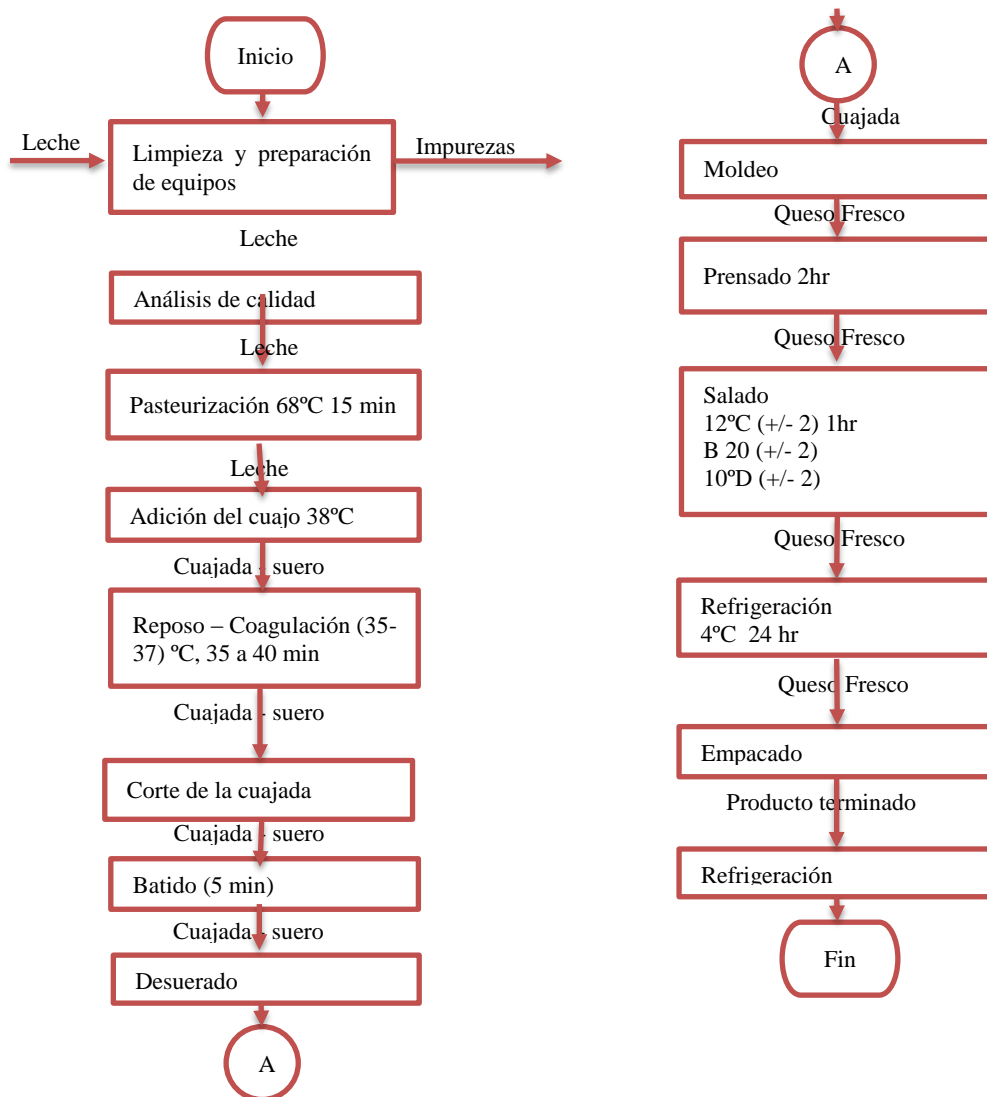 Inicio
Leche
Limpieza y preparación
de equipos
Impurezas
Leche
Análisis de calidad
Leche
Pasteurización 68ºC 15 min
Leche
Adición del cuajo 38ºC
Cuajada - suero
Reposo – Coagulación (35-
37) ºC, 35 a 40 min
Cuajada - suero
Corte de la cuajada
Cuajada - suero
Batido (5 min)
Cuajada - suero
Desuerado
A
A
Cuajada
Moldeo
Queso Fresco
Prensado 2hr
Queso Fresco
Salado
12ºC (+/- 2) 1hr
B 20 (+/- 2)
10ºD (+/- 2)
Queso Fresco
Refrigeración
4ºC 24 hr
Queso Fresco
Empacado
Producto terminado
Refrigeración
Fin